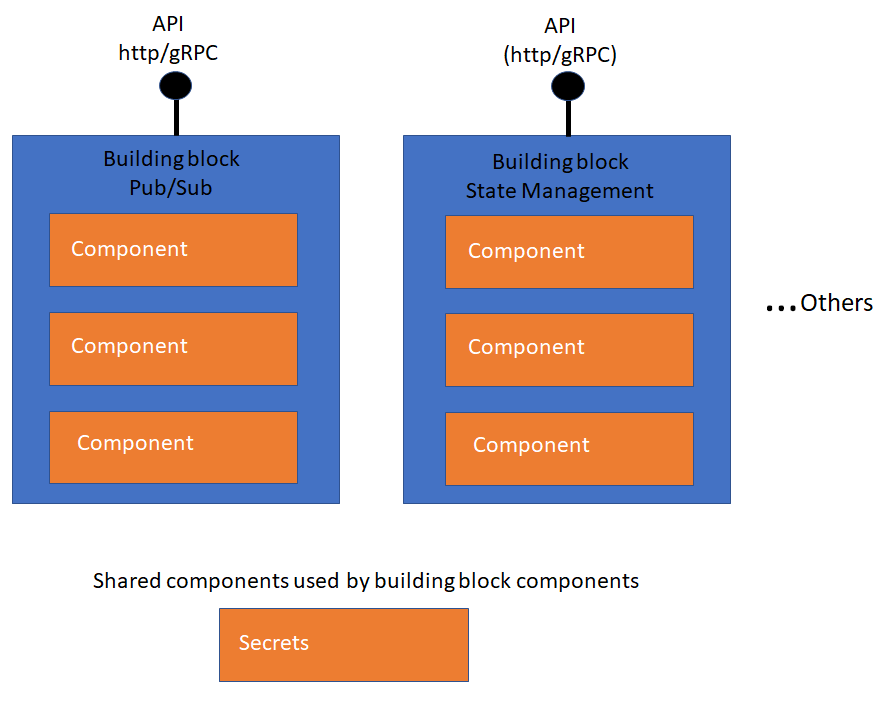 API
http/gRPC
Building block
Pub/Sub
Component
Component
Component
API
(http/gRPC)
Building block
State Management
Component
Component
Component
...Others
Shared components used by building block components
Secrets